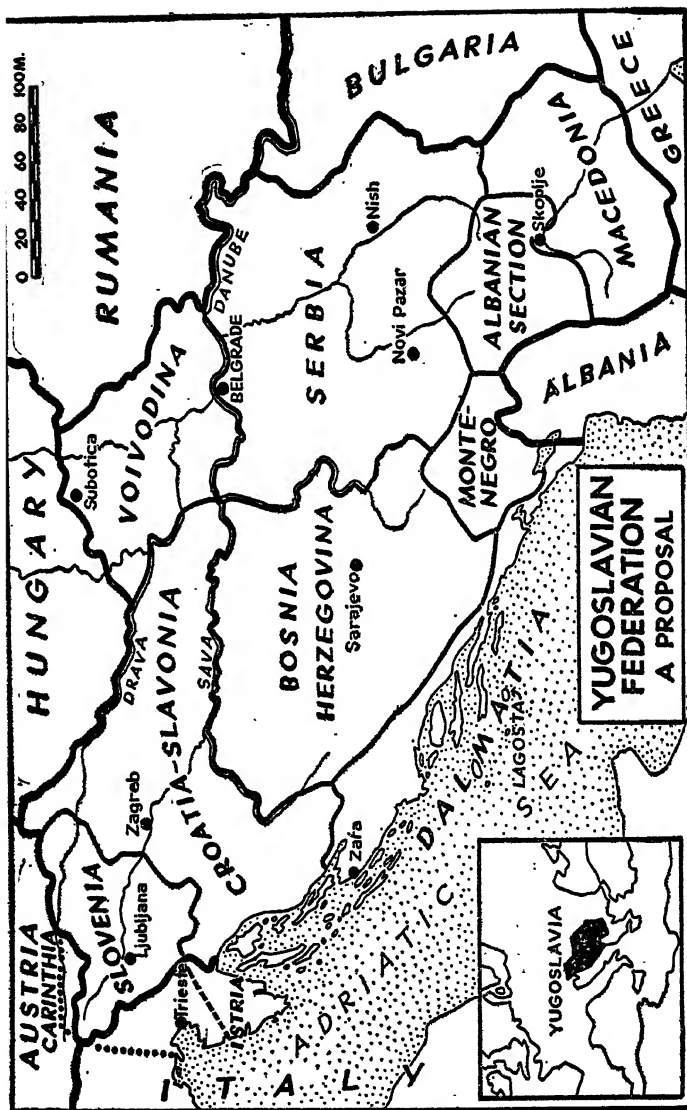 YUGOSLAVIAN
FEDERATION
A PROPOSAL
0 20 40 60 80 100M.
AUSTRIA
CARINTHIA
HUNGARY
RUMANIA
SLOVENIA
Ljubljana
Trieste
ISTRIA
ITALY
Zagreb
CROATIA-SLAVONIA
DRAVA
SAVA
Subotica
VOIVODINA
DANUBE
BELGRADE
BOSNIA
HERZEGOVINA
Sarajevo
SERBIA
Nish
Novi Pazar
BULGARIA
MONTE-
NEGRO
ALBANIAN
SECTION
Skoplje
MACEDONIA
GREECE
ALBANIA
Zara
DALMATIA
LAGOSTA
ADRIATIC SEA
YUGOSLAVIA